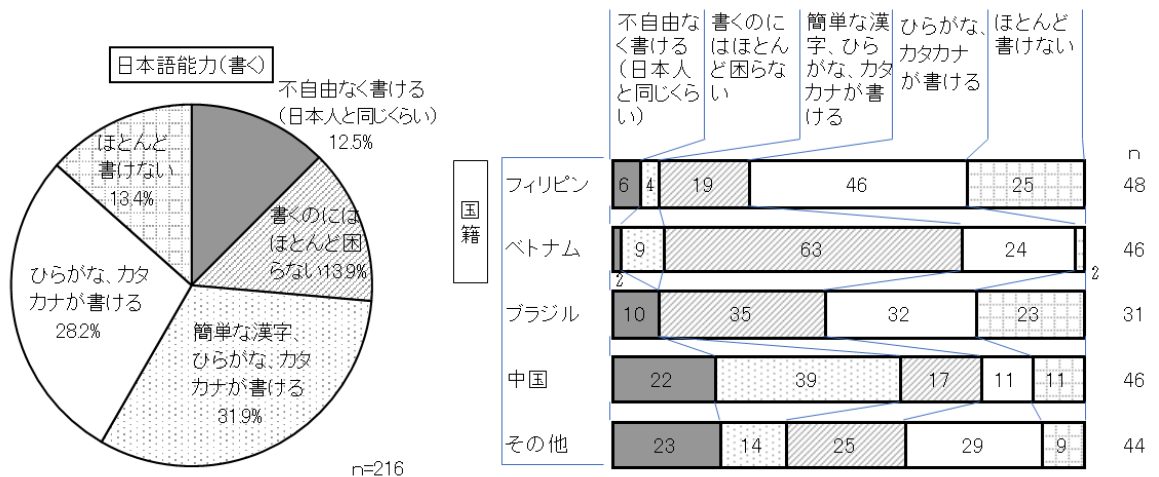 日本語能力（書く）
不自由なく書ける
（日本人と同じくらい）
12.5%
書くのには
ほとんど困
らない13.9%
簡単な漢字、
ひらがな、カタ
カナが書ける
31.9%
ひらがな、カタ
カナが書ける
28.2%
ほとんど
書けない
13.4%
n=216
不自由な
く書ける
（日本人
と同じくら
い）
書くのに
はほとん
ど困らな
い
簡単な漢
字、ひら
がな、カタ
カナが書
ける
ひらがな、
カタカナ
が書ける
ほとんど
書けない
国籍
n
フィリピン 6 4 19 46 25 48
ベトナム 2 9 63 24 2 46
ブラジル 10 35 32 23 31
中国 22 39 17 11 11 46
その他 23 14 25 29 9 44